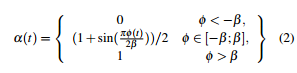 0 ϕ < −β,
α(t) = { (1+sin(πϕ(t)/2β))/2 ϕ ∈ [−β;β], } (2)
1 ϕ > β